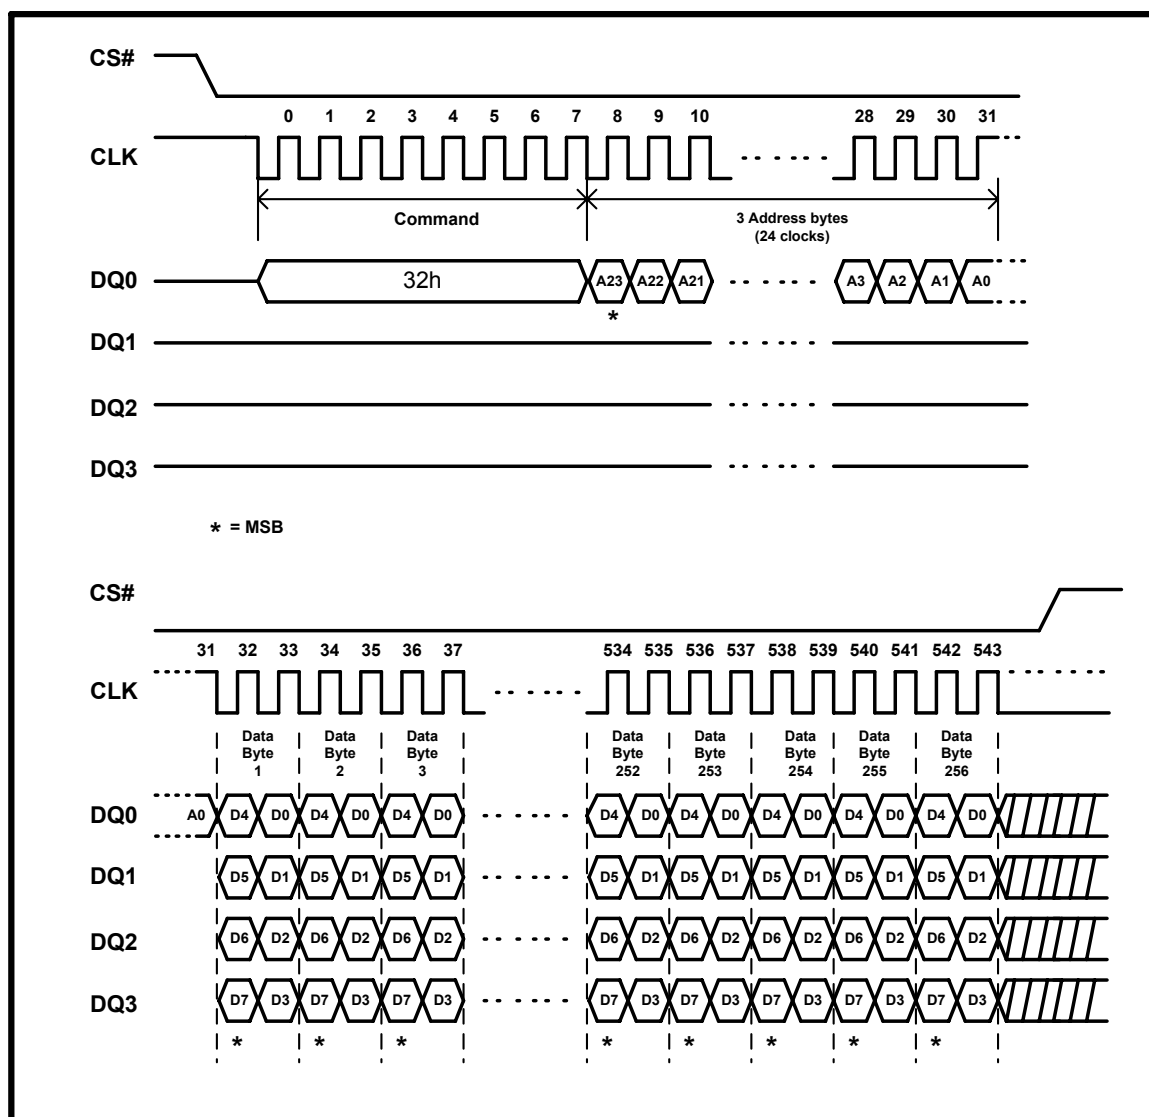 CS#
0 1 2 3 4 5 6 7 8 9 10 28 29 30 31
CLK
Command
3 Address bytes
(24 clocks)
DQ0 32h A23 A22 A21 A3 A2 A1 A0
*
DQ1
DQ2
DQ3
* = MSB
CS#
31 32 33 34 35 36 37 534 535 536 537 538 539 540 541 542 543
CLK
Data Data Data Data Data Data Data Data
Byte Byte Byte Byte Byte Byte Byte Byte
1 2 3 252 253 254 255 256
DQ0 A0 D4 D0 D4 D0 D4 D0 D4 D0 D4 D0 D4 D0 D4 D0 D4 D0
DQ1 D5 D1 D5 D1 D5 D1 D5 D1 D5 D1 D5 D1 D5 D1 D5 D1
DQ2 D6 D2 D6 D2 D6 D2 D6 D2 D6 D2 D6 D2 D6 D2 D6 D2
DQ3 D7 D3 D7 D3 D7 D3 D7 D3 D7 D3 D7 D3 D7 D3 D7 D3
* * * * * * * *